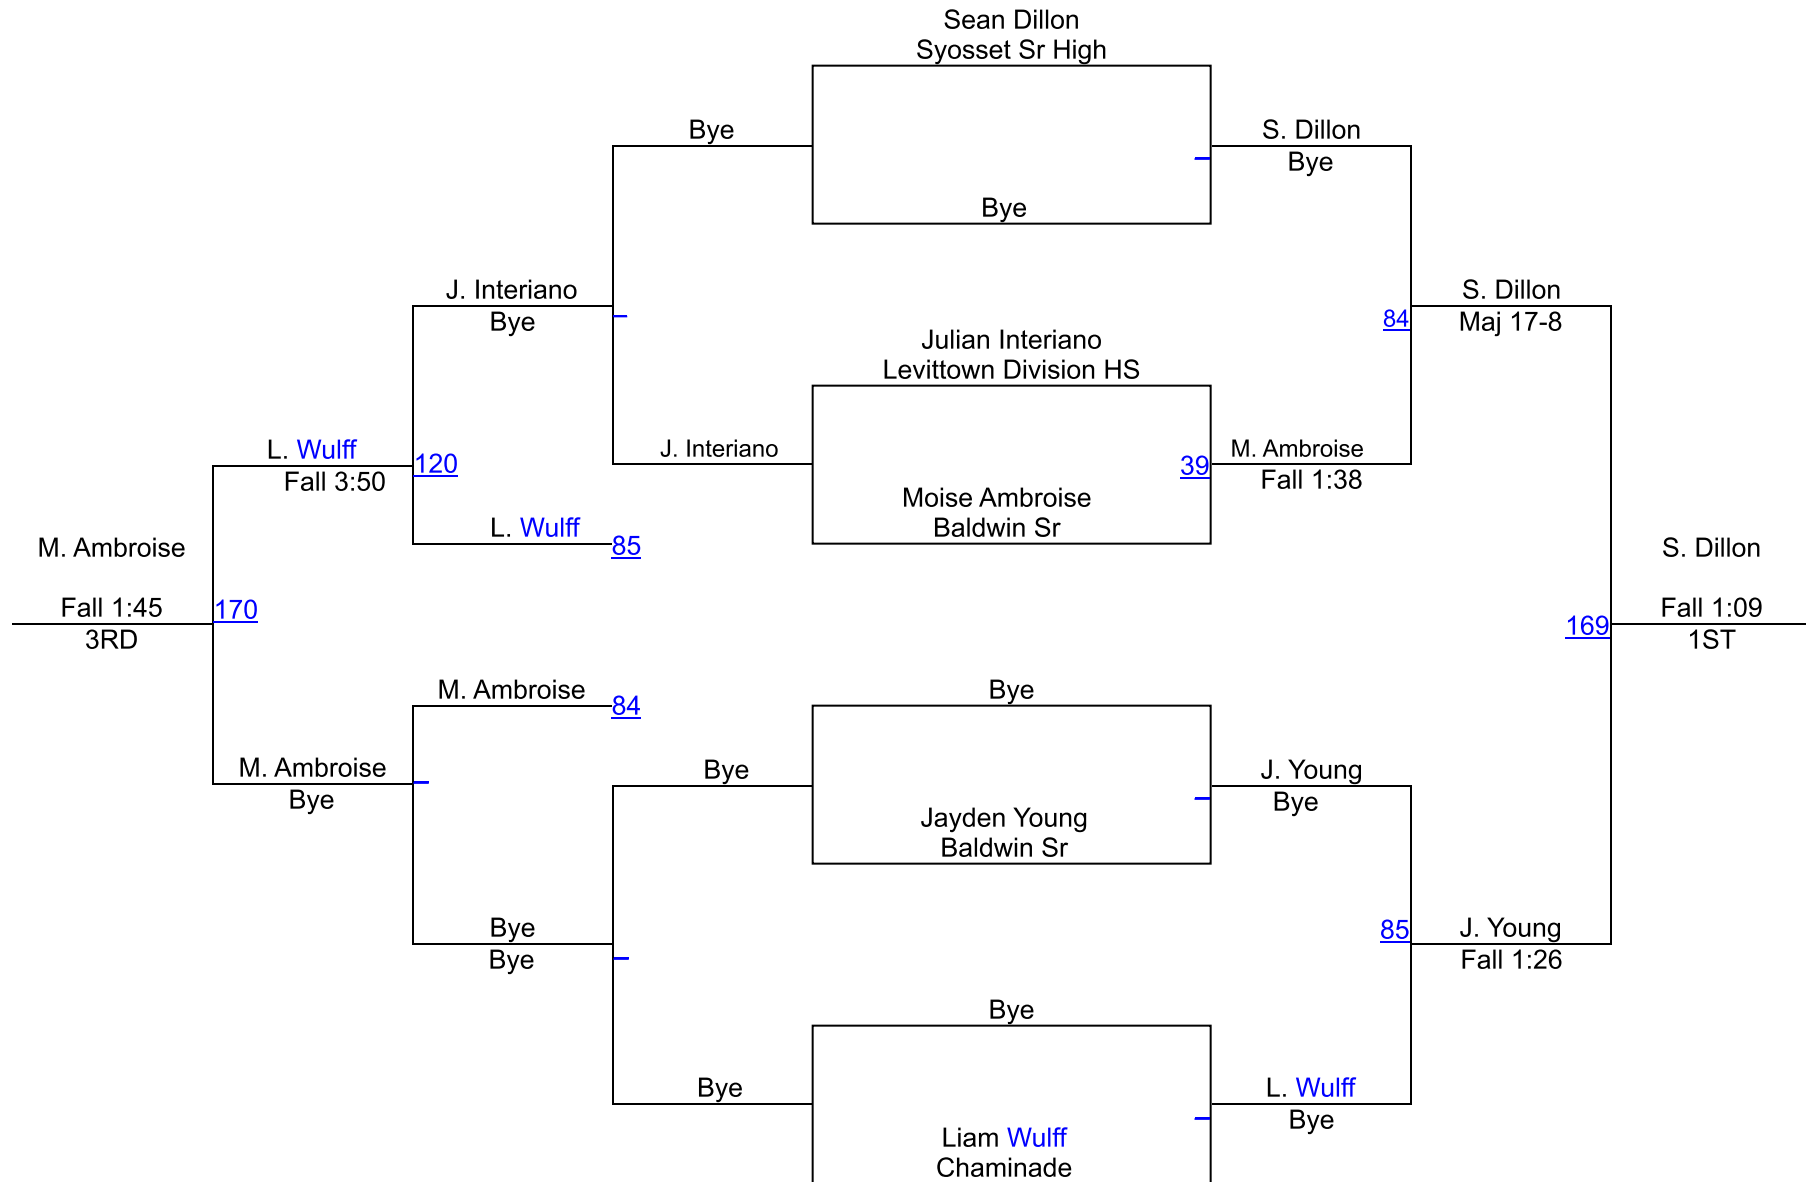 Sean Dillon
Syosset Sr High
Bye
S. Dillon
Bye
Bye
J. Interiano
Bye
S. Dillon
84
Maj 17-8
Julian Interiano
Levittown Division HS
L. Wulff
120
Fall 3:50
J. Interiano
39
M. Ambroise
Fall 1:38
Moise Ambroise
Baldwin Sr
L. Wulff
85
M. Ambroise
S. Dillon
Fall 1:45
170
3RD
Fall 1:09
169
1ST
M. Ambroise
84
Bye
M. Ambroise
Bye
Bye
J. Young
Bye
Jayden Young
Baldwin Sr
Bye
Bye
85
J. Young
Fall 1:26
Bye
Bye
L. Wulff
Bye
Liam Wulff
Chaminade